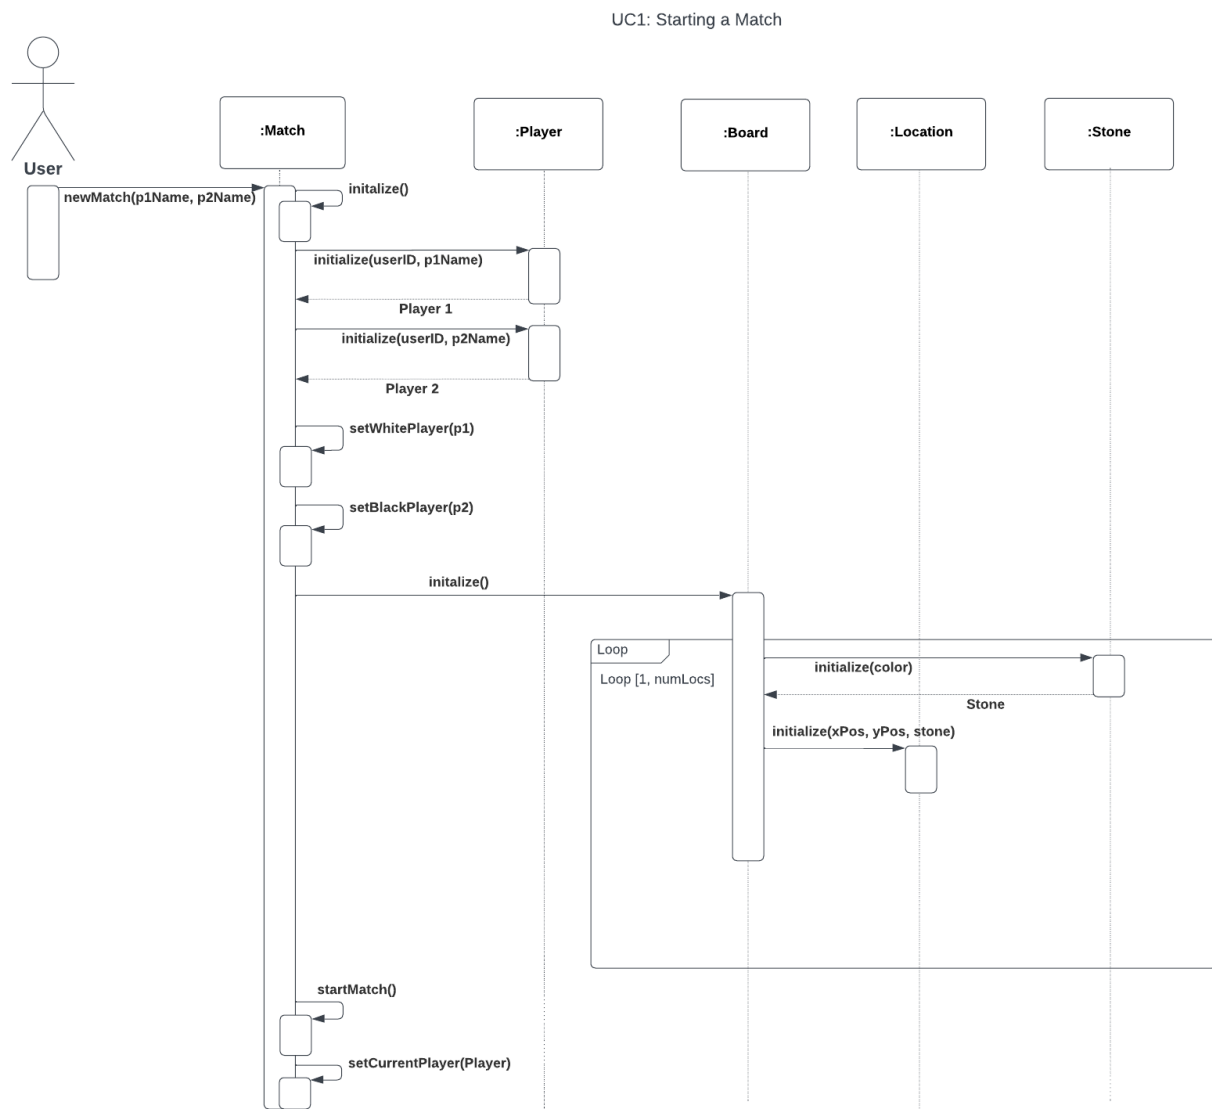 UC1: Starting a Match
:Match
:Player
:Board
:Location
:Stone
User
newMatch(p1Name, p2Name)
initalize()
initialize(userID, p1Name)
Player 1
initialize(userID, p2Name)
Player 2
setWhitePlayer(p1)
setBlackPlayer(p2)
initalize()
Loop
Loop [1, numLocs]
initialize(color)
Stone
initialize(xPos, yPos, stone)
startMatch()
setCurrentPlayer(Player)